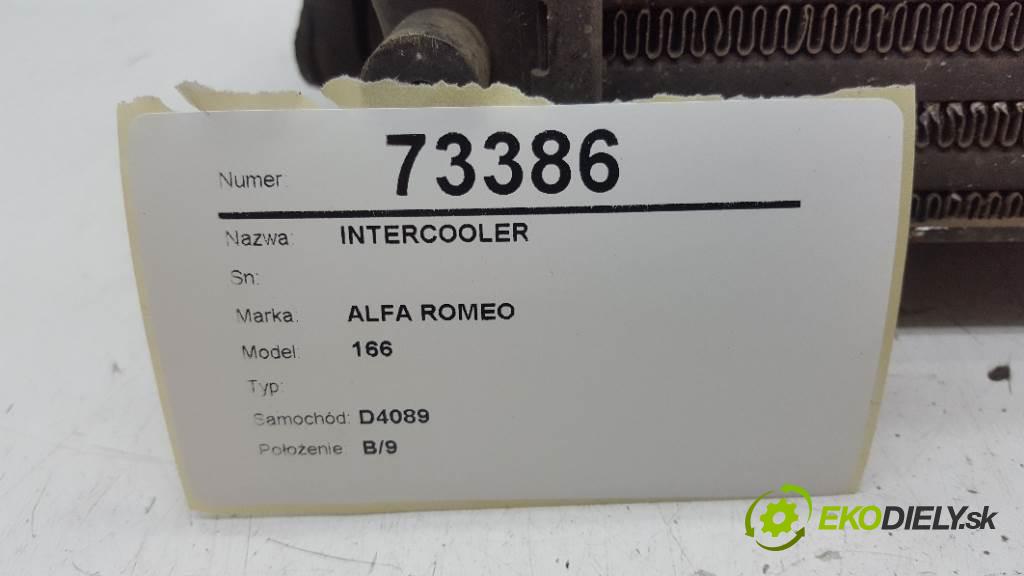 Numer: 73386
Nazwa: INTERCOOLER
Sn:
Marka: ALFA ROMEO
Model: 166
Typ:
Samochód: D4089
Położenie: B/9
EKODIELY.sk